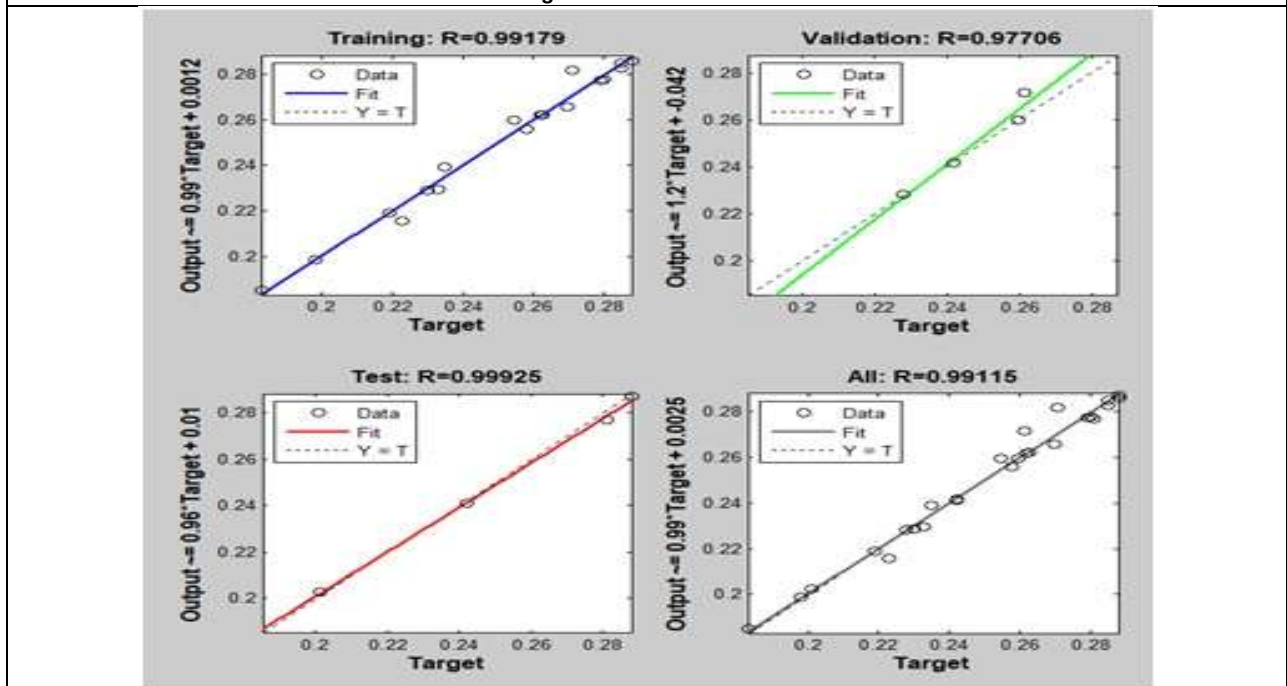 Training: R=0.99179
Output ~= 0.99*Target + 0.0012
0.28
0.26
0.24
0.22
0.2
Data
Fit
Y = T
0.2 0.22 0.24 0.26 0.28
Target
Validation: R=0.97706
Output ~= 1.2*Target + -0.042
0.28
0.26
0.24
0.22
0.2
Data
Fit
Y = T
0.2 0.22 0.24 0.26 0.28
Target
Test: R=0.99925
Output ~= 0.96*Target + 0.01
0.28
0.26
0.24
0.22
0.2
Data
Fit
Y = T
0.2 0.22 0.24 0.26 0.28
Target
All: R=0.99115
Output ~= 0.99*Target + 0.0025
0.28
0.26
0.24
0.22
0.2
Data
Fit
Y = T
0.2 0.22 0.24 0.26 0.28
Target